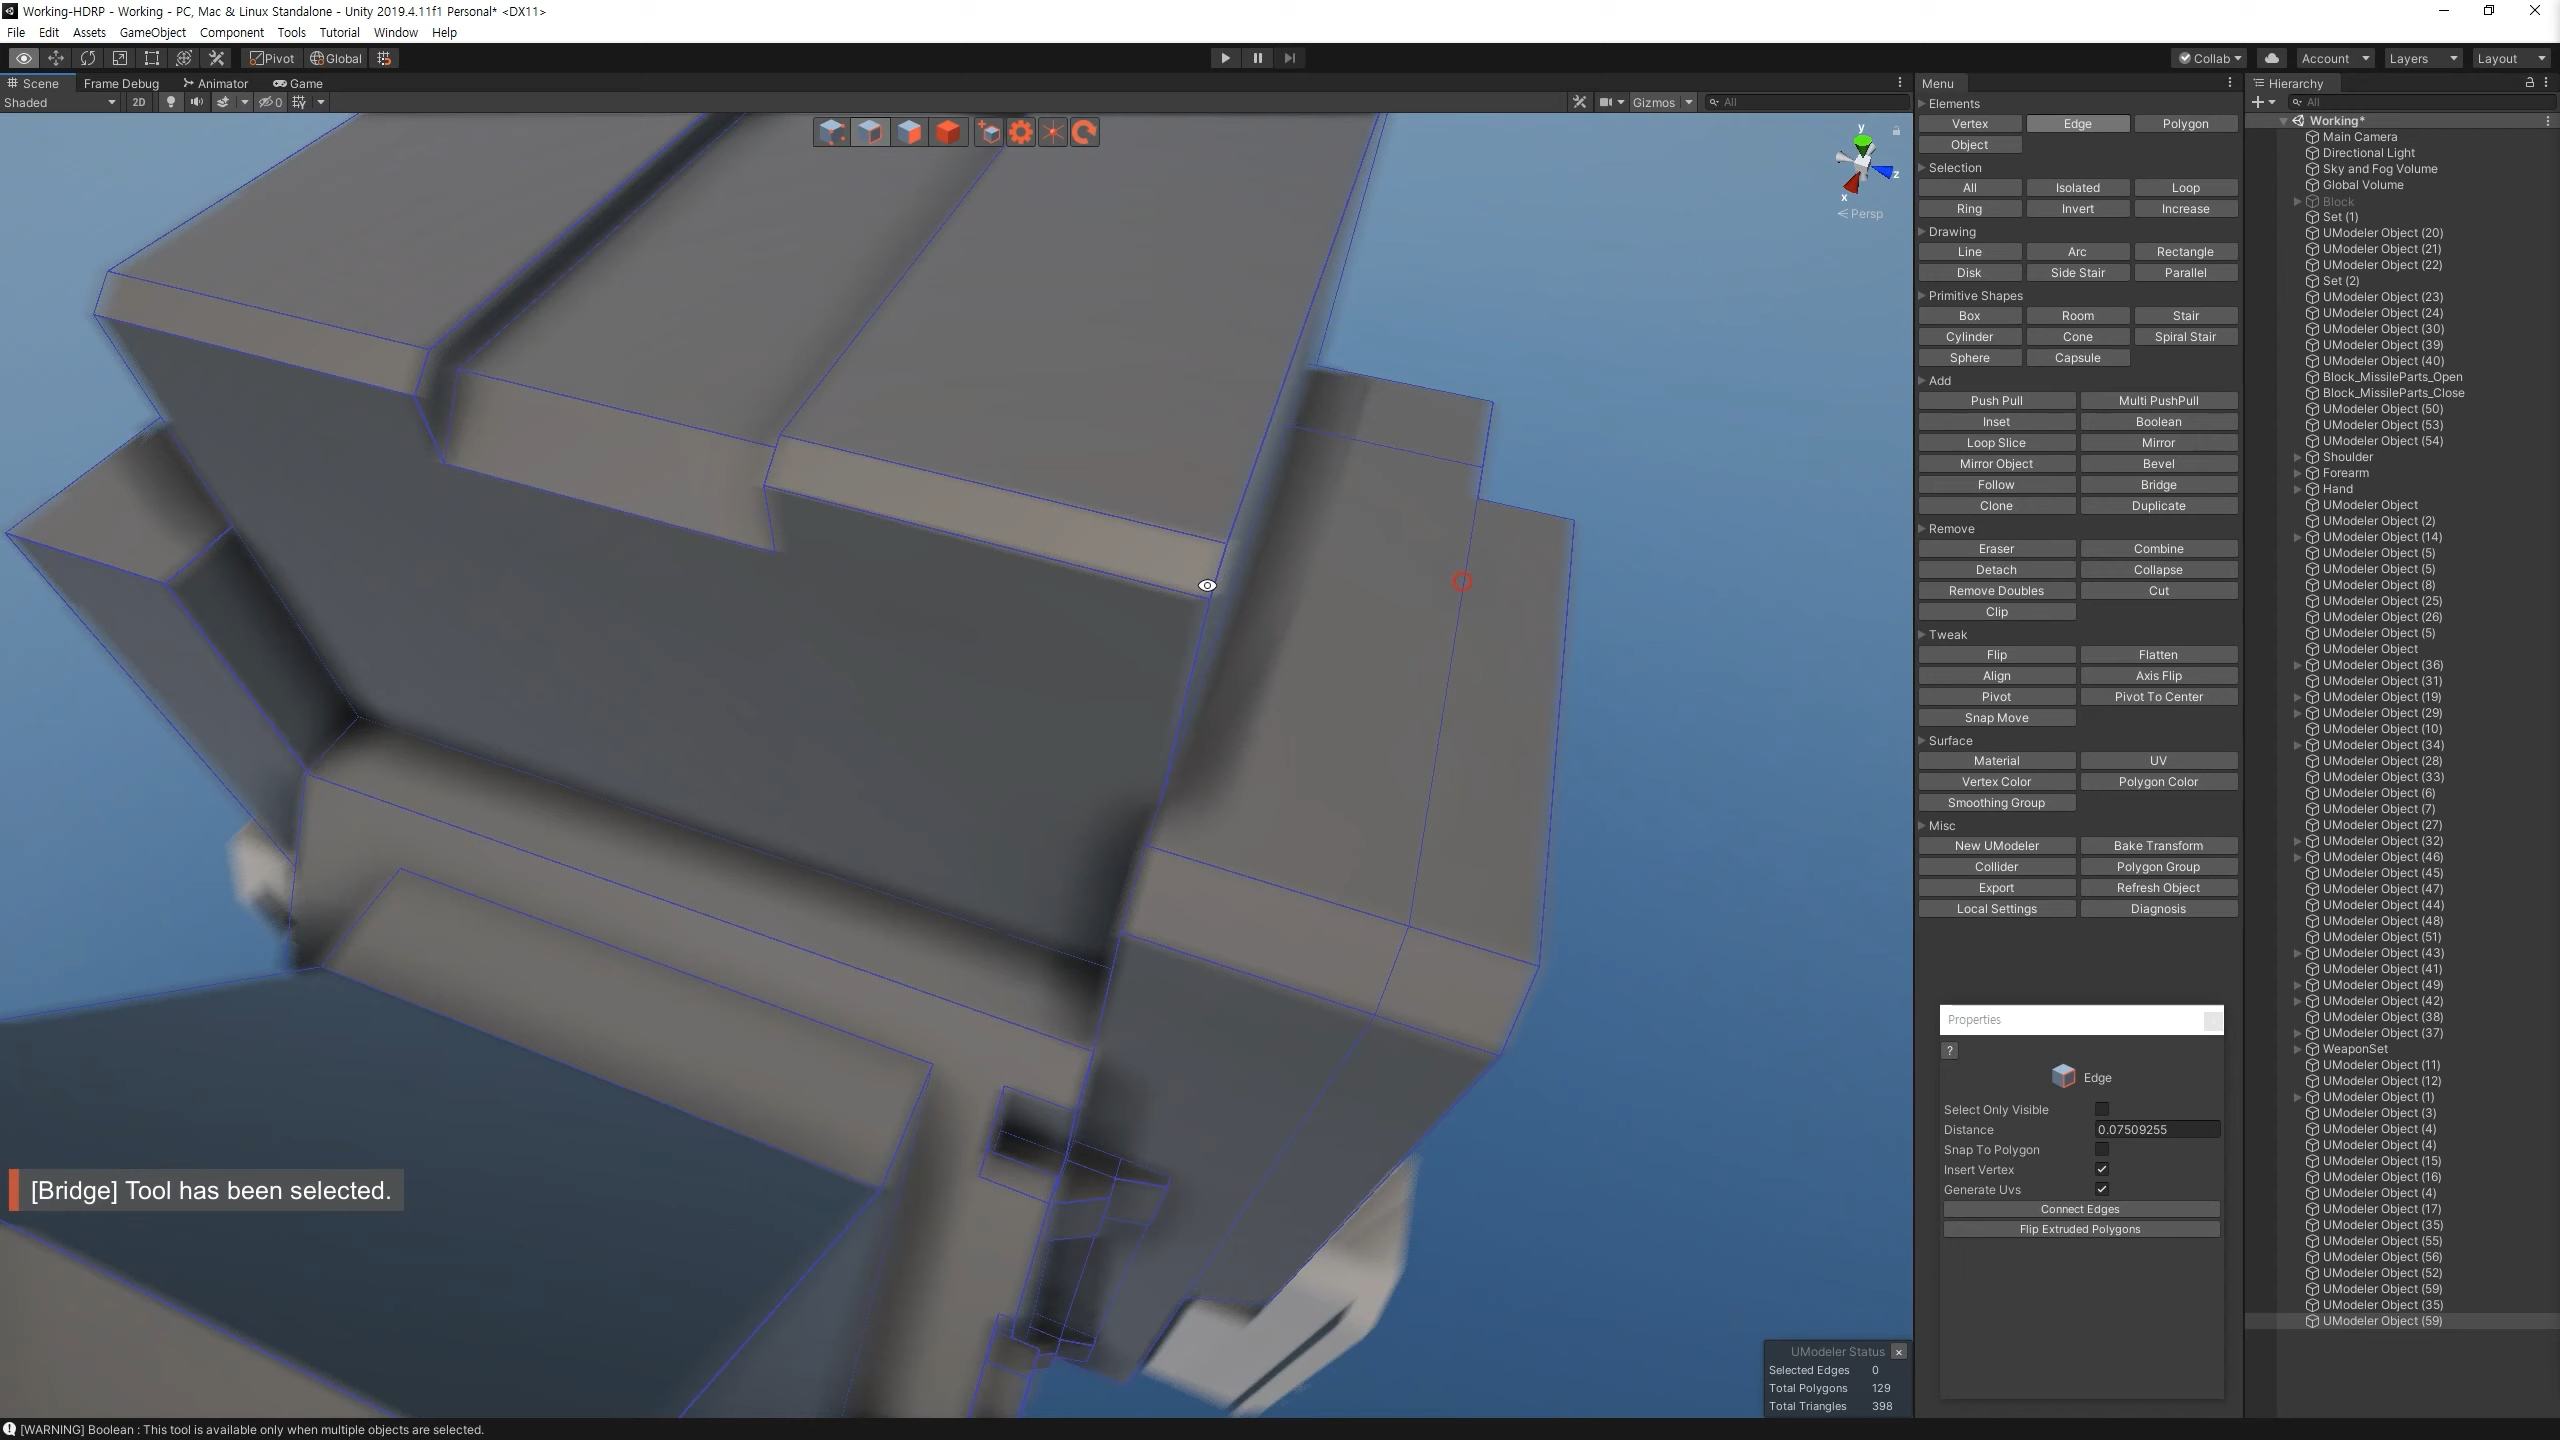 Working-HDRP - Working - PC, Mac & Linux Standalone - Unity 2019.4.11f1 Personal* <DX11>
File Edit Assets GameObject Component Tools Tutorial Window Help
Pivot Global Collab Account Layers Layout
Scene Frame Debug Animator Game
Shaded 2D 0 Gizmos All
y
z
x
Persp
[Bridge] Tool has been selected.
UModeler Status
Selected Edges 0
Total Polygons 129
Total Triangles 398
[WARNING] Boolean : This tool is available only when multiple objects are selected.
Menu
Elements
Vertex Edge Polygon
Object
Selection
All Isolated Loop
Ring Invert Increase
Drawing
Line Arc Rectangle
Disk Side Stair Parallel
Primitive Shapes
Box Room Stair
Cylinder Cone Spiral Stair
Sphere Capsule
Add
Push Pull Multi PushPull
Inset Boolean
Loop Slice Mirror
Mirror Object Bevel
Follow Bridge
Clone Duplicate
Remove
Eraser Combine
Detach Collapse
Remove Doubles Cut
Clip
Tweak
Flip Flatten
Align Axis Flip
Pivot Pivot To Center
Snap Move
Surface
Material UV
Vertex Color Polygon Color
Smoothing Group
Misc
New UModeler Bake Transform
Collider Polygon Group
Export Refresh Object
Local Settings Diagnosis
Properties
?
Edge
Select Only Visible
Distance 0.07509255
Snap To Polygon
Insert Vertex
Generate Uvs
Connect Edges
Flip Extruded Polygons
Hierarchy
All
Working*
Main Camera
Directional Light
Sky and Fog Volume
Global Volume
Block
Set (1)
UModeler Object (20)
UModeler Object (21)
UModeler Object (22)
Set (2)
UModeler Object (23)
UModeler Object (24)
UModeler Object (30)
UModeler Object (39)
UModeler Object (40)
Block_MissileParts_Open
Block_MissileParts_Close
UModeler Object (50)
UModeler Object (53)
UModeler Object (54)
Shoulder
Forearm
Hand
UModeler Object
UModeler Object (2)
UModeler Object (14)
UModeler Object (5)
UModeler Object (5)
UModeler Object (8)
UModeler Object (25)
UModeler Object (26)
UModeler Object (5)
UModeler Object
UModeler Object (36)
UModeler Object (31)
UModeler Object (19)
UModeler Object (29)
UModeler Object (10)
UModeler Object (34)
UModeler Object (28)
UModeler Object (33)
UModeler Object (6)
UModeler Object (7)
UModeler Object (27)
UModeler Object (32)
UModeler Object (46)
UModeler Object (45)
UModeler Object (47)
UModeler Object (44)
UModeler Object (48)
UModeler Object (51)
UModeler Object (43)
UModeler Object (41)
UModeler Object (49)
UModeler Object (42)
UModeler Object (38)
UModeler Object (37)
WeaponSet
UModeler Object (11)
UModeler Object (12)
UModeler Object (1)
UModeler Object (3)
UModeler Object (4)
UModeler Object (4)
UModeler Object (15)
UModeler Object (16)
UModeler Object (4)
UModeler Object (17)
UModeler Object (35)
UModeler Object (55)
UModeler Object (56)
UModeler Object (52)
UModeler Object (59)
UModeler Object (35)
UModeler Object (59)